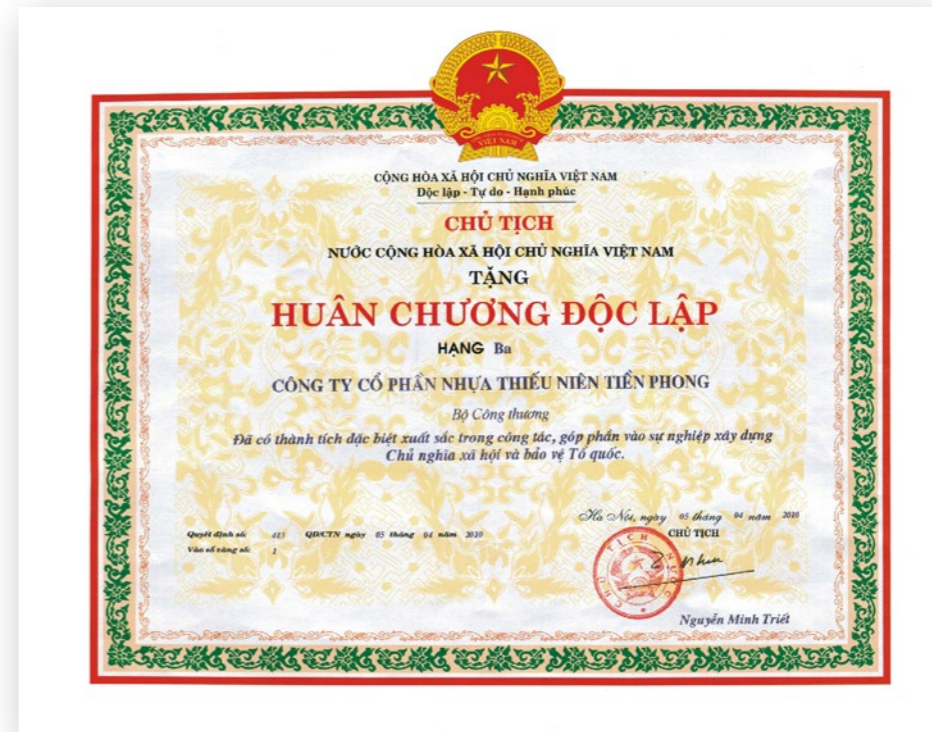 VIỆT NAM
CỘNG HÒA XÃ HỘI CHỦ NGHĨA VIỆT NAM
Độc lập - Tự do - Hạnh phúc
CHỦ TỊCH
NƯỚC CỘNG HÒA XÃ HỘI CHỦ NGHĨA VIỆT NAM
TẶNG
HUÂN CHƯƠNG ĐỘC LẬP
HẠNG Ba
CÔNG TY CỔ PHẦN NHỰA THIẾU NIÊN TIỀN PHONG
Bộ Công thương
Đã có thành tích đặc biệt xuất sắc trong công tác, góp phần vào sự nghiệp xây dựng
Chủ nghĩa xã hội và bảo vệ Tổ quốc.
Hà Nội, ngày 05 tháng 04 năm 2010
Quyết định số: 413 QĐ/CTN ngày 05 tháng 04 năm 2010
CHỦ TỊCH
Vào sổ vàng số: 1
CHỦ TỊCH NƯỚC
Nguyễn Minh Triết